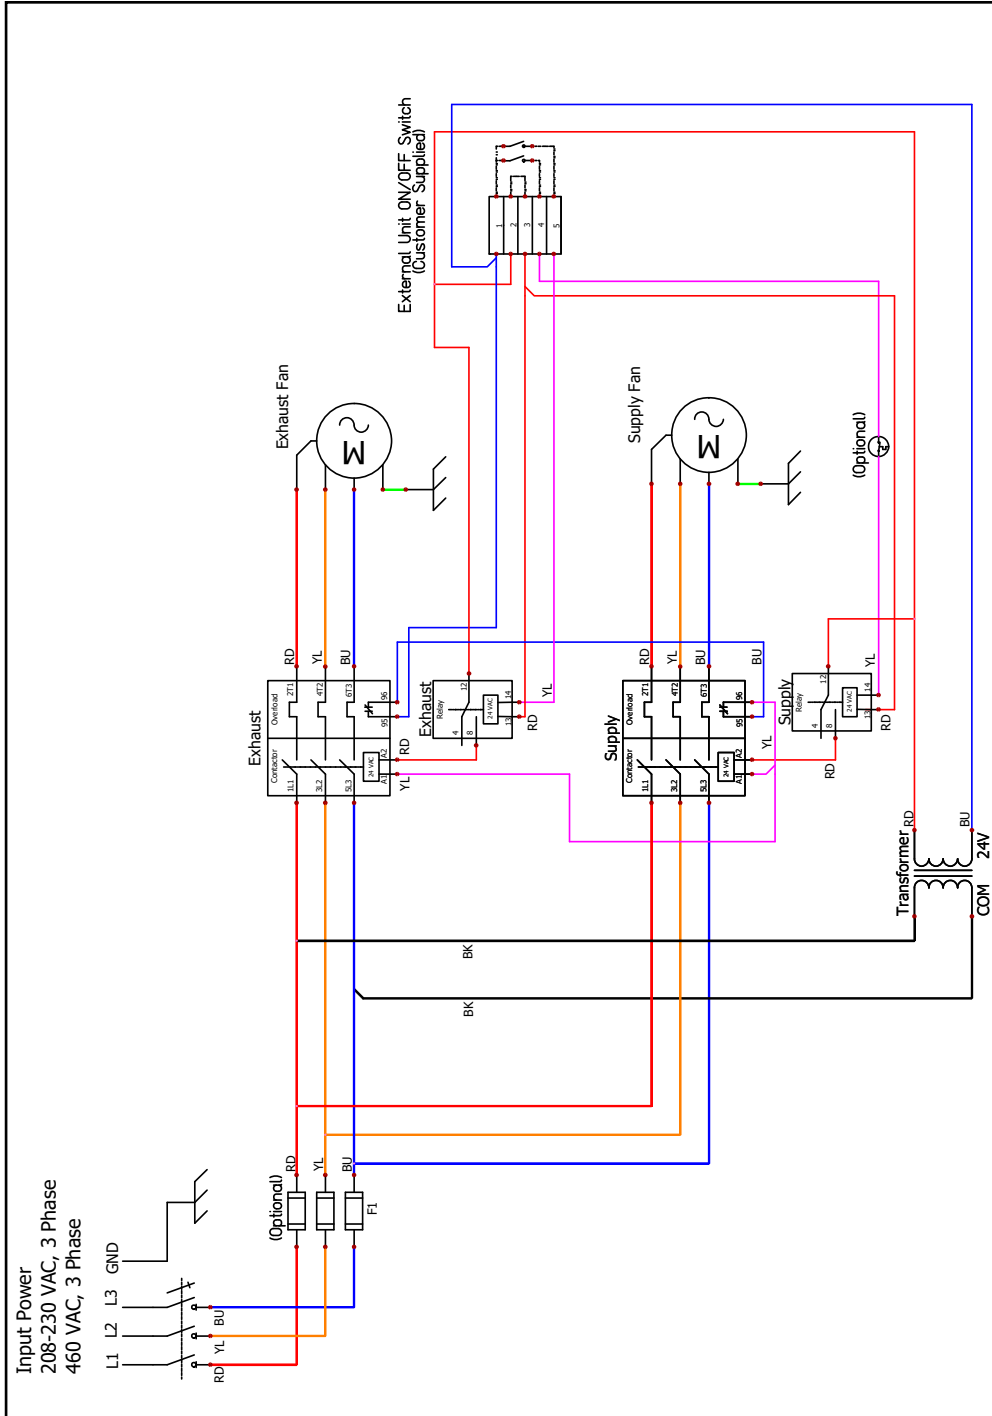 Input Power
208-230 VAC, 3 Phase
460 VAC, 3 Phase
L1 L2 L3 GND
RD YL BU
(Optional)
RD YL BU
F1
BK
BK
Exhaust
Contactor Overload
1L1 2T1 RD
3L2 4T2 YL
5L3 6T3 BU
24 VAC
A1 A2 95 96
YL RD
Exhaust
Relay
4 8 12
24 VAC
13 14
RD YL
Exhaust Fan
M
External Unit ON/OFF Switch
(Customer Supplied)
1
2
3
4
5
Supply
Contactor Overload
1L1 2T1 RD
3L2 4T2 YL
5L3 6T3 BU
24 VAC
A1 A2 95 96
YL BU
Supply
Relay
4 8 12
24 VAC
13 14
RD RD YL
Supply Fan
M
(Optional)
Transformer
RD
BU
COM 24V